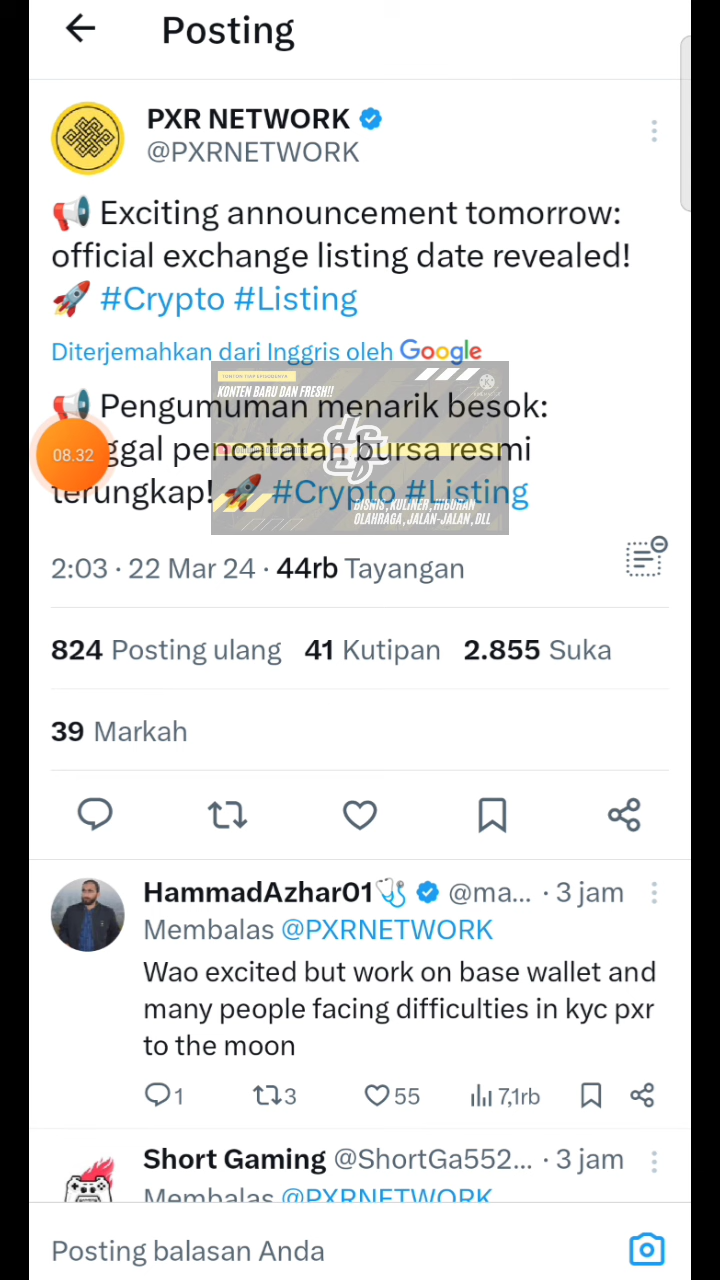 Posting
PXR NETWORK
@PXRNETWORK
📢 Exciting announcement tomorrow:
official exchange listing date revealed!
🚀 #Crypto #Listing
Diterjemahkan dari Inggris oleh Google
KONTEN BARU DAN FRESH!!
📢 Pengumuman menarik besok:
08.32
ggal pencatatan bursa resmi
terungkap! 🚀 #Crypto #Listing
BISNIS, KULINER, HIBURAN
OLAHRAGA, JALAN-JALAN, DLL
2:03 · 22 Mar 24 · 44rb Tayangan
824 Posting ulang 41 Kutipan 2.855 Suka
39 Markah
HammadAzhar01🩺 @ma... · 3 jam
Membalas @PXRNETWORK
Wao excited but work on base wallet and
many people facing difficulties in kyc pxr
to the moon
1 3 55 7,1rb
Short Gaming @ShortGa552... · 3 jam
Membalas @PXRNETWORK
Posting balasan Anda